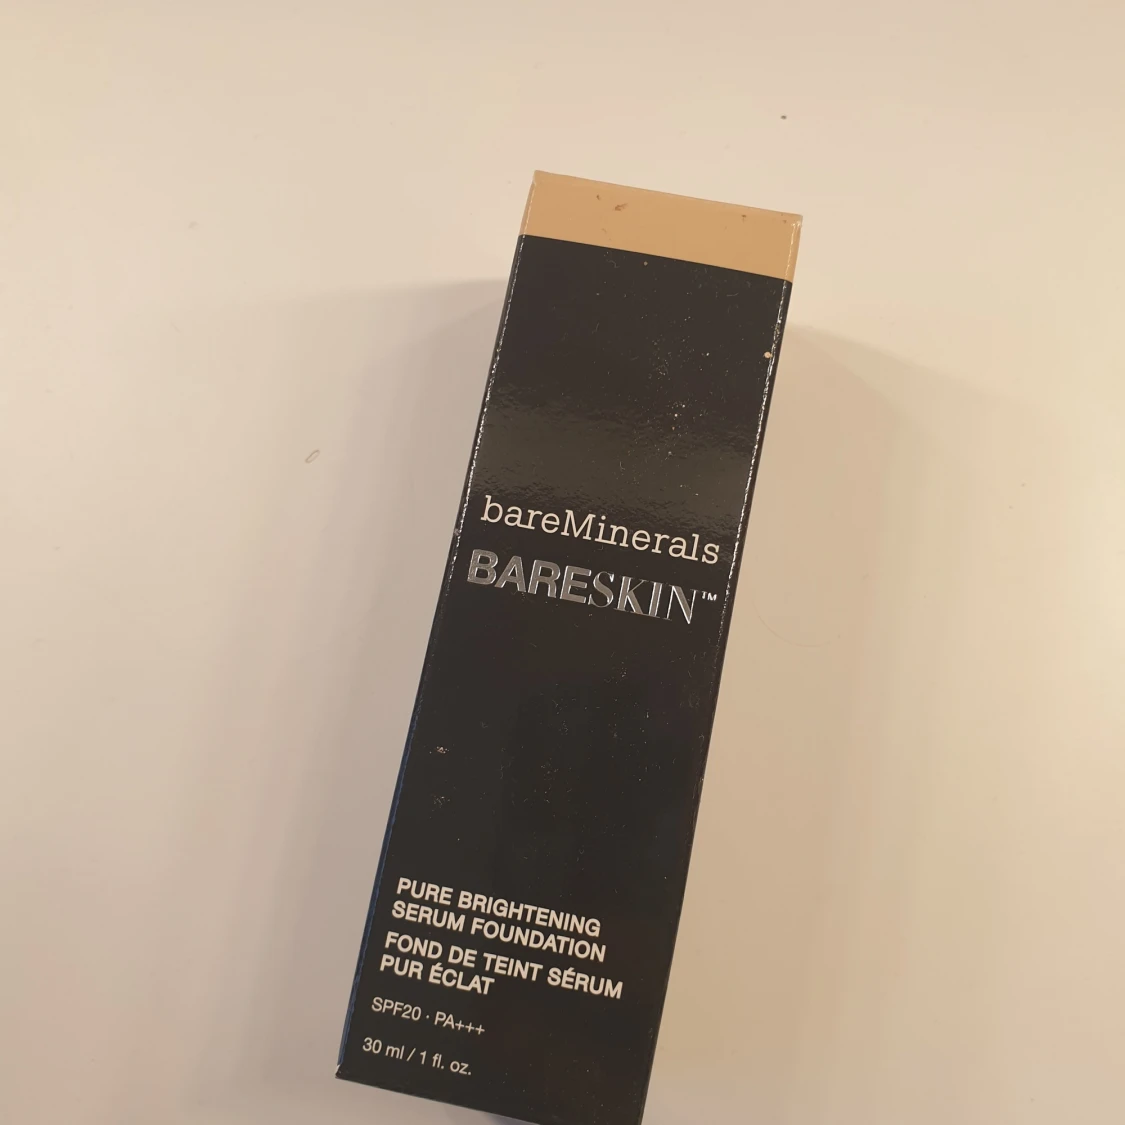 bareMinerals
BARESKIN™
PURE BRIGHTENING
SERUM FOUNDATION
FOND DE TEINT SÉRUM
PUR ÉCLAT
SPF20 · PA+++
30 ml / 1 fl. oz.